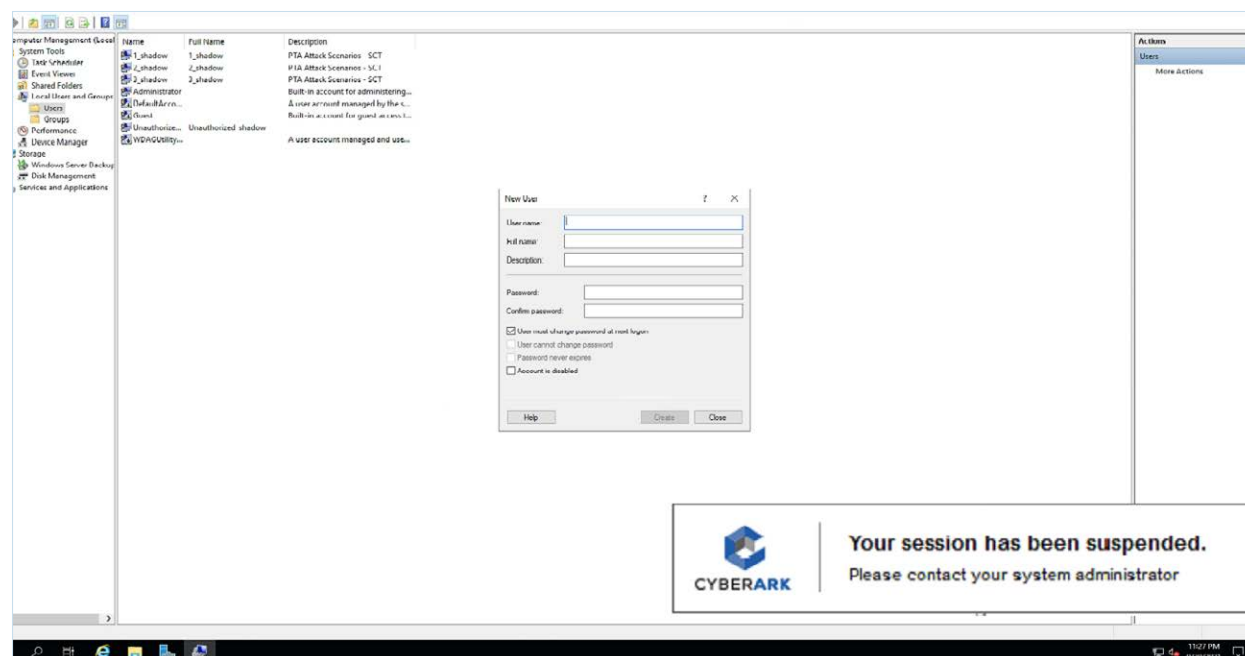 Computer Management (Local
System Tools
Task Scheduler
Event Viewer
Shared Folders
Local Users and Groups
Users
Groups
Performance
Device Manager
Storage
Windows Server Backup
Disk Management
Services and Applications
Name Full Name Description
1_shadow 1_shadow PTA Attack Scenarios - SCT
2_shadow 2_shadow PTA Attack Scenarios - SCT
3_shadow 3_shadow PTA Attack Scenarios - SCT
Administrator Built-in account for administering...
DefaultAcco... A user account managed by the s...
Guest Built-in account for guest access t...
Unauthorize... Unauthorized shadow
WDAGUtility... A user account managed and use...
Actions
Users
More Actions
New User ? X
User name:
Full name:
Description:
Password:
Confirm password:
User must change password at next logon
User cannot change password
Password never expires
Account is disabled
Help Create Close
CYBERARK
Your session has been suspended.
Please contact your system administrator
11:27 PM